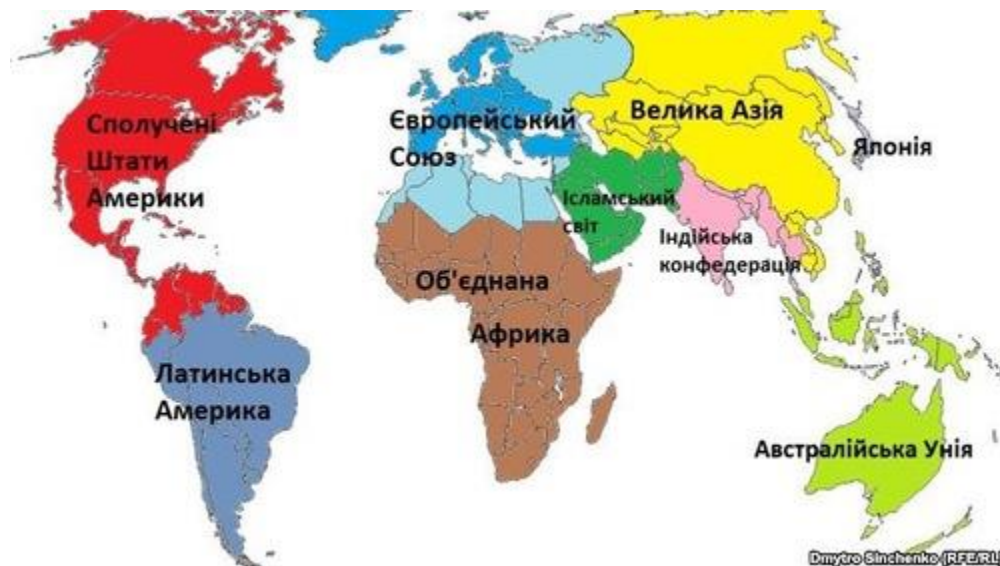 Сполучені
Штати
Америки
Європейський
Союз
Велика Азія
Японія
Ісламський
світ
Індійська
конфедерація
Об'єднана
Африка
Латинська
Америка
Австралійська Унія
Dmytro Sinchenko (RFE/RL)